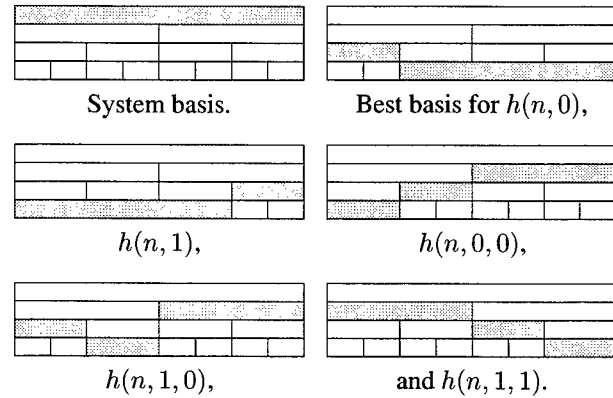 System basis.
Best basis for h(n, 0),
h(n, 1),
h(n, 0, 0),
h(n, 1, 0),
and h(n, 1, 1).